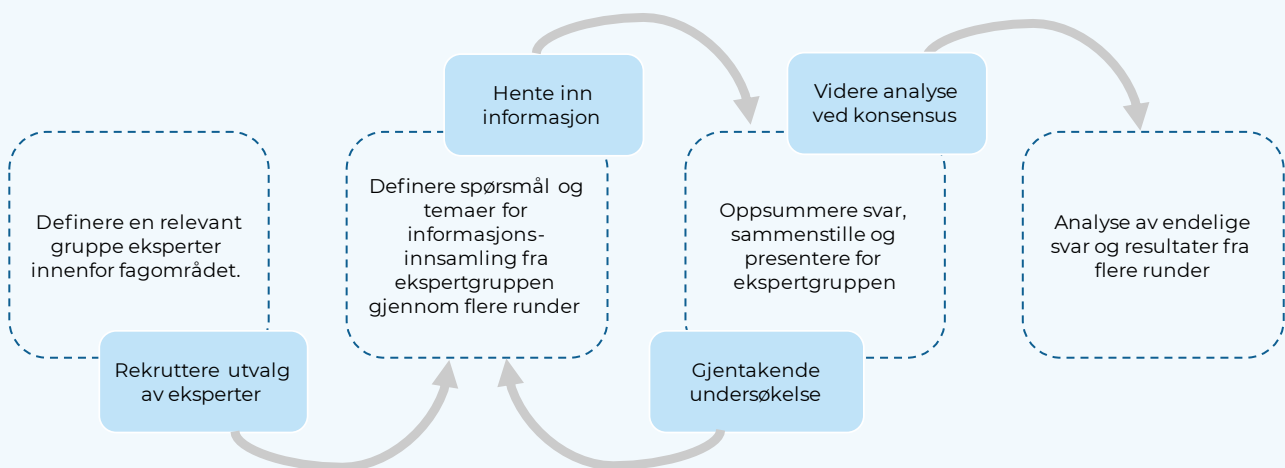 Definere en relevant
gruppe eksperter
innenfor fagområdet.
Rekruttere utvalg
av eksperter
Hente inn
informasjon
Definere spørsmål og
temaer for
informasjons-
innsamling fra
ekspertgruppen
gjennom flere runder
Videre analyse
ved konsensus
Oppsummere svar,
sammenstille og
presentere for
ekspertgruppen
Gjentakende
undersøkelse
Analyse av endelige
svar og resultater fra
flere runder